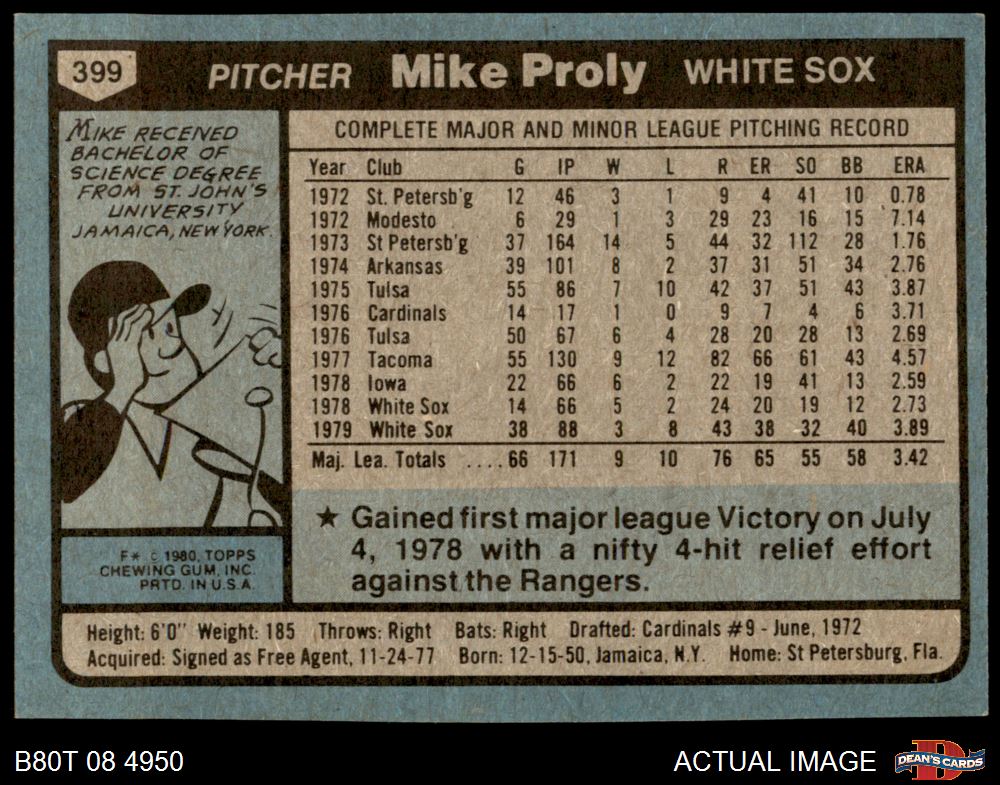 399 PITCHER Mike Proly WHITE SOX
MIKE RECEIVED
BACHELOR OF
SCIENCE DEGREE
FROM ST. JOHN'S
UNIVERSITY
JAMAICA, NEW YORK.
COMPLETE MAJOR AND MINOR LEAGUE PITCHING RECORD
Year Club G IP W L R ER SO BB ERA
1972 St. Petersb'g 12 46 3 1 9 4 41 10 0.78
1972 Modesto 6 29 1 3 29 23 16 15 7.14
1973 St Petersb'g 37 164 14 5 44 32 112 28 1.76
1974 Arkansas 39 101 8 2 37 31 51 34 2.76
1975 Tulsa 55 86 7 10 42 37 51 43 3.87
1976 Cardinals 14 17 1 0 9 7 4 6 3.71
1976 Tulsa 50 67 6 4 28 20 28 13 2.69
1977 Tacoma 55 130 9 12 82 66 61 43 4.57
1978 Iowa 22 66 6 2 22 19 41 13 2.59
1978 White Sox 14 66 5 2 24 20 19 12 2.73
1979 White Sox 38 88 3 8 43 38 32 40 3.89
Maj. Lea. Totals ....66 171 9 10 76 65 55 58 3.42
★ Gained first major league Victory on July
4, 1978 with a nifty 4-hit relief effort
against the Rangers.
F* © 1980, TOPPS
CHEWING GUM, INC.
PRTD. IN U.S.A.
Height: 6'0" Weight: 185 Throws: Right Bats: Right Drafted: Cardinals #9 - June, 1972
Acquired: Signed as Free Agent, 11-24-77 Born: 12-15-50, Jamaica, N.Y. Home: St Petersburg, Fla.
B80T 08 4950 ACTUAL IMAGE DEAN'S CARDS